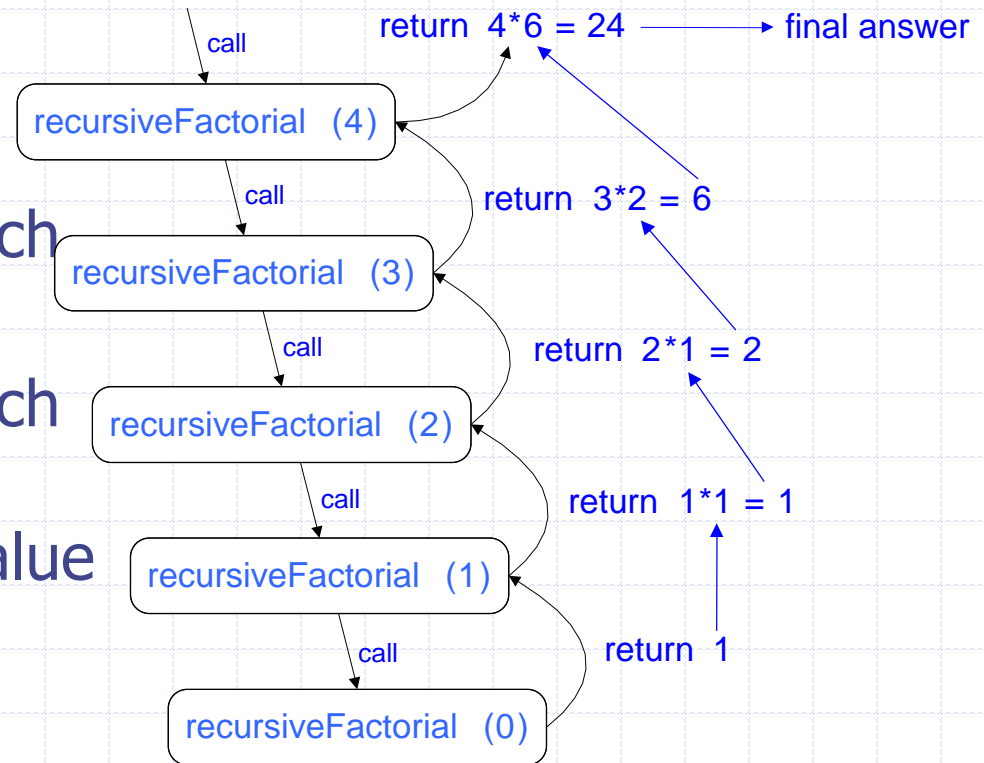 call
return 4*6 = 24
final answer
recursiveFactorial (4)
call
return 3*2 = 6
ch
recursiveFactorial (3)
call
return 2*1 = 2
ch
recursiveFactorial (2)
call
return 1*1 = 1
alue
recursiveFactorial (1)
call
return 1
recursiveFactorial (0)